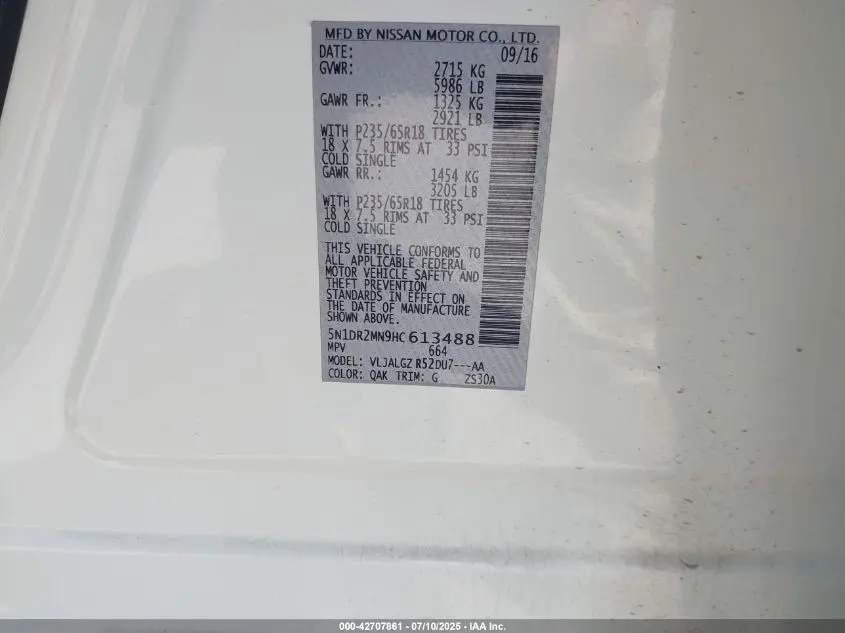 MFD BY NISSAN MOTOR CO., LTD.
DATE: 09/16
GVWR: 2715 KG
5986 LB
GAWR FR.: 1325 KG
2921 LB
WITH P235/65R18 TIRES
18 X 7.5 RIMS AT 33 PSI
COLD SINGLE
GAWR RR.: 1454 KG
3205 LB
WITH P235/65R18 TIRES
18 X 7.5 RIMS AT 33 PSI
COLD SINGLE
THIS VEHICLE CONFORMS TO
ALL APPLICABLE FEDERAL
MOTOR VEHICLE SAFETY AND
THEFT PREVENTION
STANDARDS IN EFFECT ON
THE DATE OF MANUFACTURE
SHOWN ABOVE.
5N1DR2MN9HC613488
MPV 664
MODEL: VLJALGZ R52DU7---AA
COLOR: QAK TRIM: G ZS30A
000-42707861 - 07/10/2025 - IAA Inc.